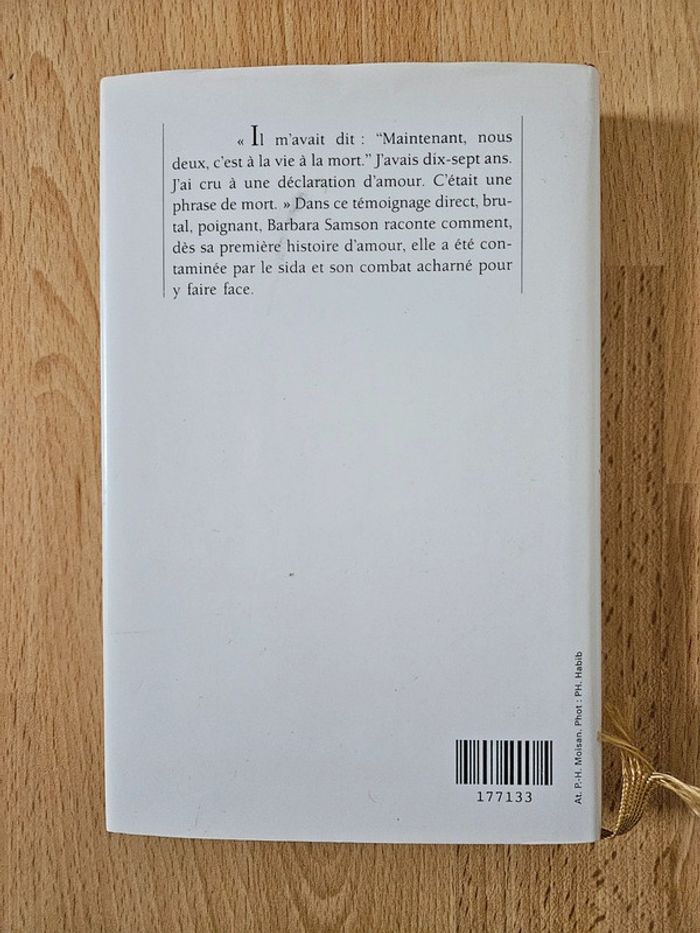 « Il m'avait dit : “Maintenant, nous
deux, c'est à la vie à la mort.” J'avais dix-sept ans.
J'ai cru à une déclaration d'amour. C'était une
phrase de mort. » Dans ce témoignage direct, bru-
tal, poignant, Barbara Samson raconte comment,
dès sa première histoire d'amour, elle a été con-
taminée par le sida et son combat acharné pour
y faire face.
At. P.-H. Moisan. Phot : PH. Habib
177133